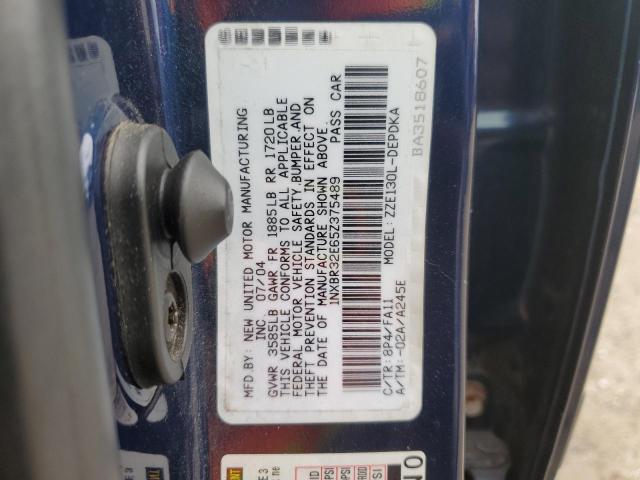 MFD.BY: NEW UNITED MOTOR MANUFACTURING
INC. 07/04
GVWR 3585LB GAWR FR 1885LB RR 1720LB
THIS VEHICLE CONFORMS TO ALL APPLICABLE
FEDERAL MOTOR VEHICLE SAFETY, BUMPER AND
THEFT PREVENTION STANDARDS IN EFFECT ON
THE DATE OF MANUFACTURE SHOWN ABOVE.
1NXBR32E65Z375489 PASS CAR
MODEL: ZZE130L-DEPDKA
C/TR: 8P4/FA11
A/TM: -02A/A245E
BA3518607